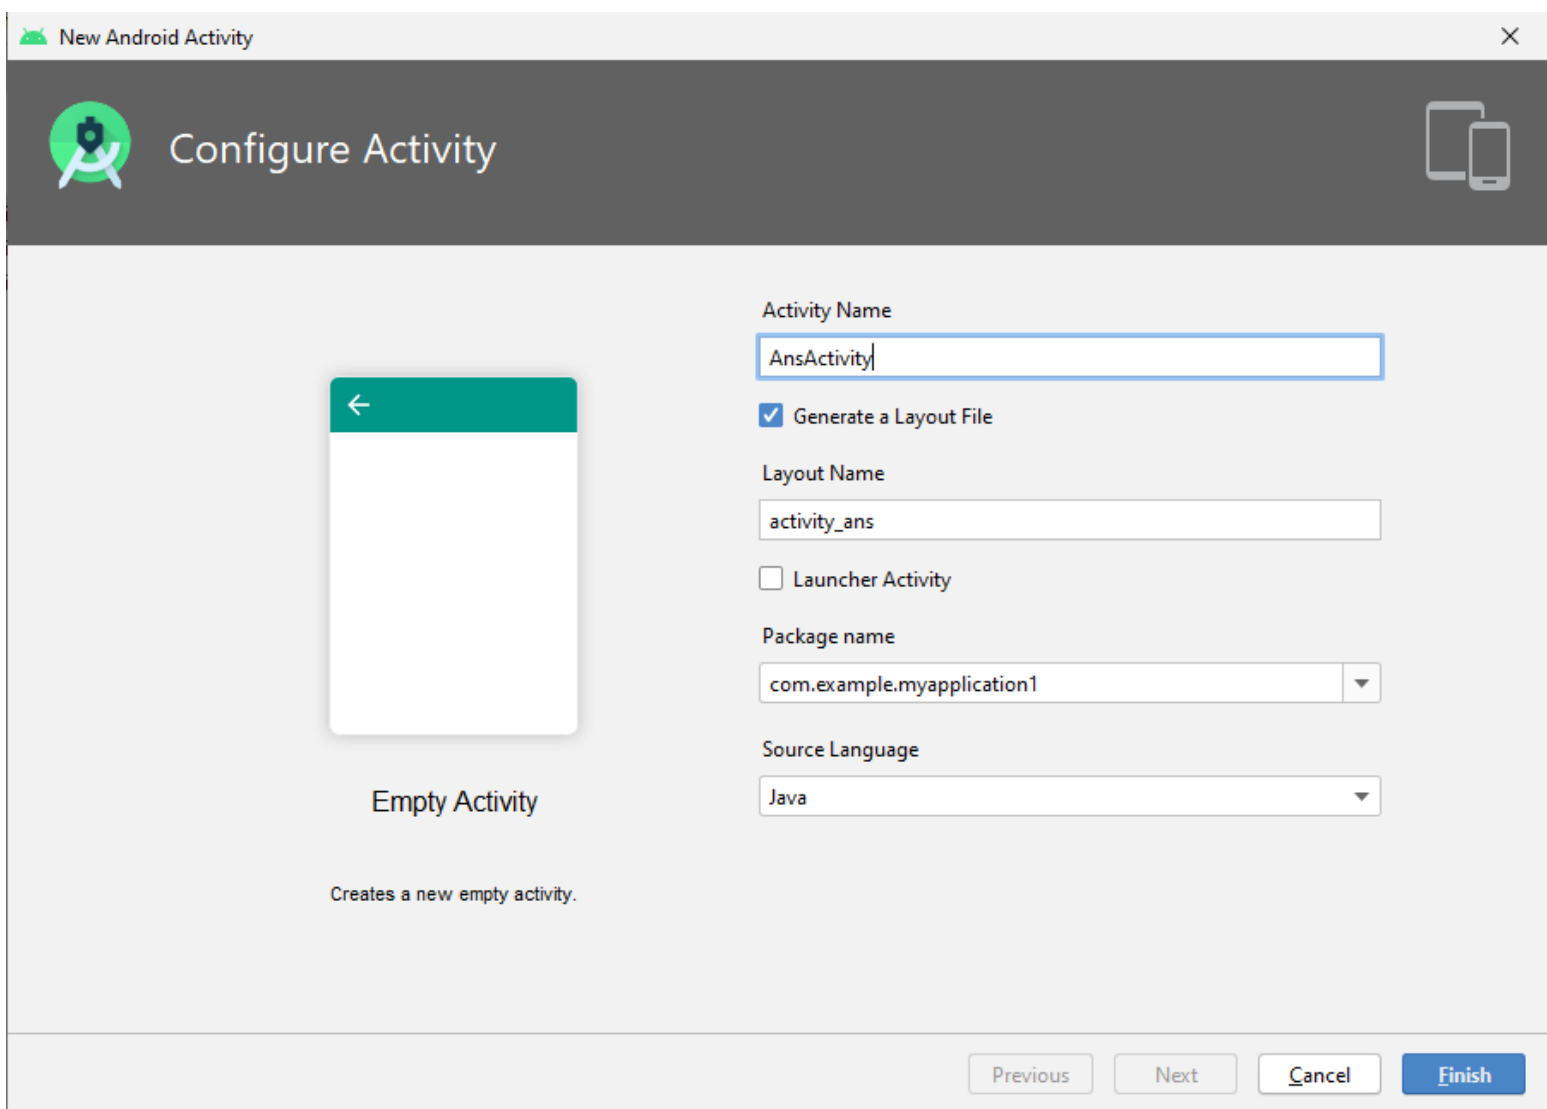 New Android Activity
Configure Activity
Activity Name
AnsActivity
Generate a Layout File
Layout Name
activity_ans
Launcher Activity
Package name
com.example.myapplication1
Source Language
Java
Empty Activity
Creates a new empty activity.
Previous
Next
Cancel
Finish